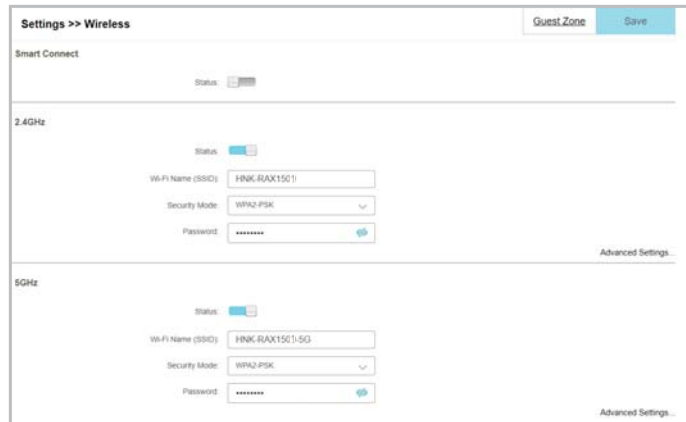 Settings >> Wireless
Guest Zone
Save
Smart Connect
Status:
2.4GHz
Status:
Wi-Fi Name (SSID): HNK-RAX1501
Security Mode: WPA2-PSK
Password: ••••••••
Advanced Settings...
5GHz
Status:
Wi-Fi Name (SSID): HNK-RAX1501-5G
Security Mode: WPA2-PSK
Password: ••••••••
Advanced Settings...